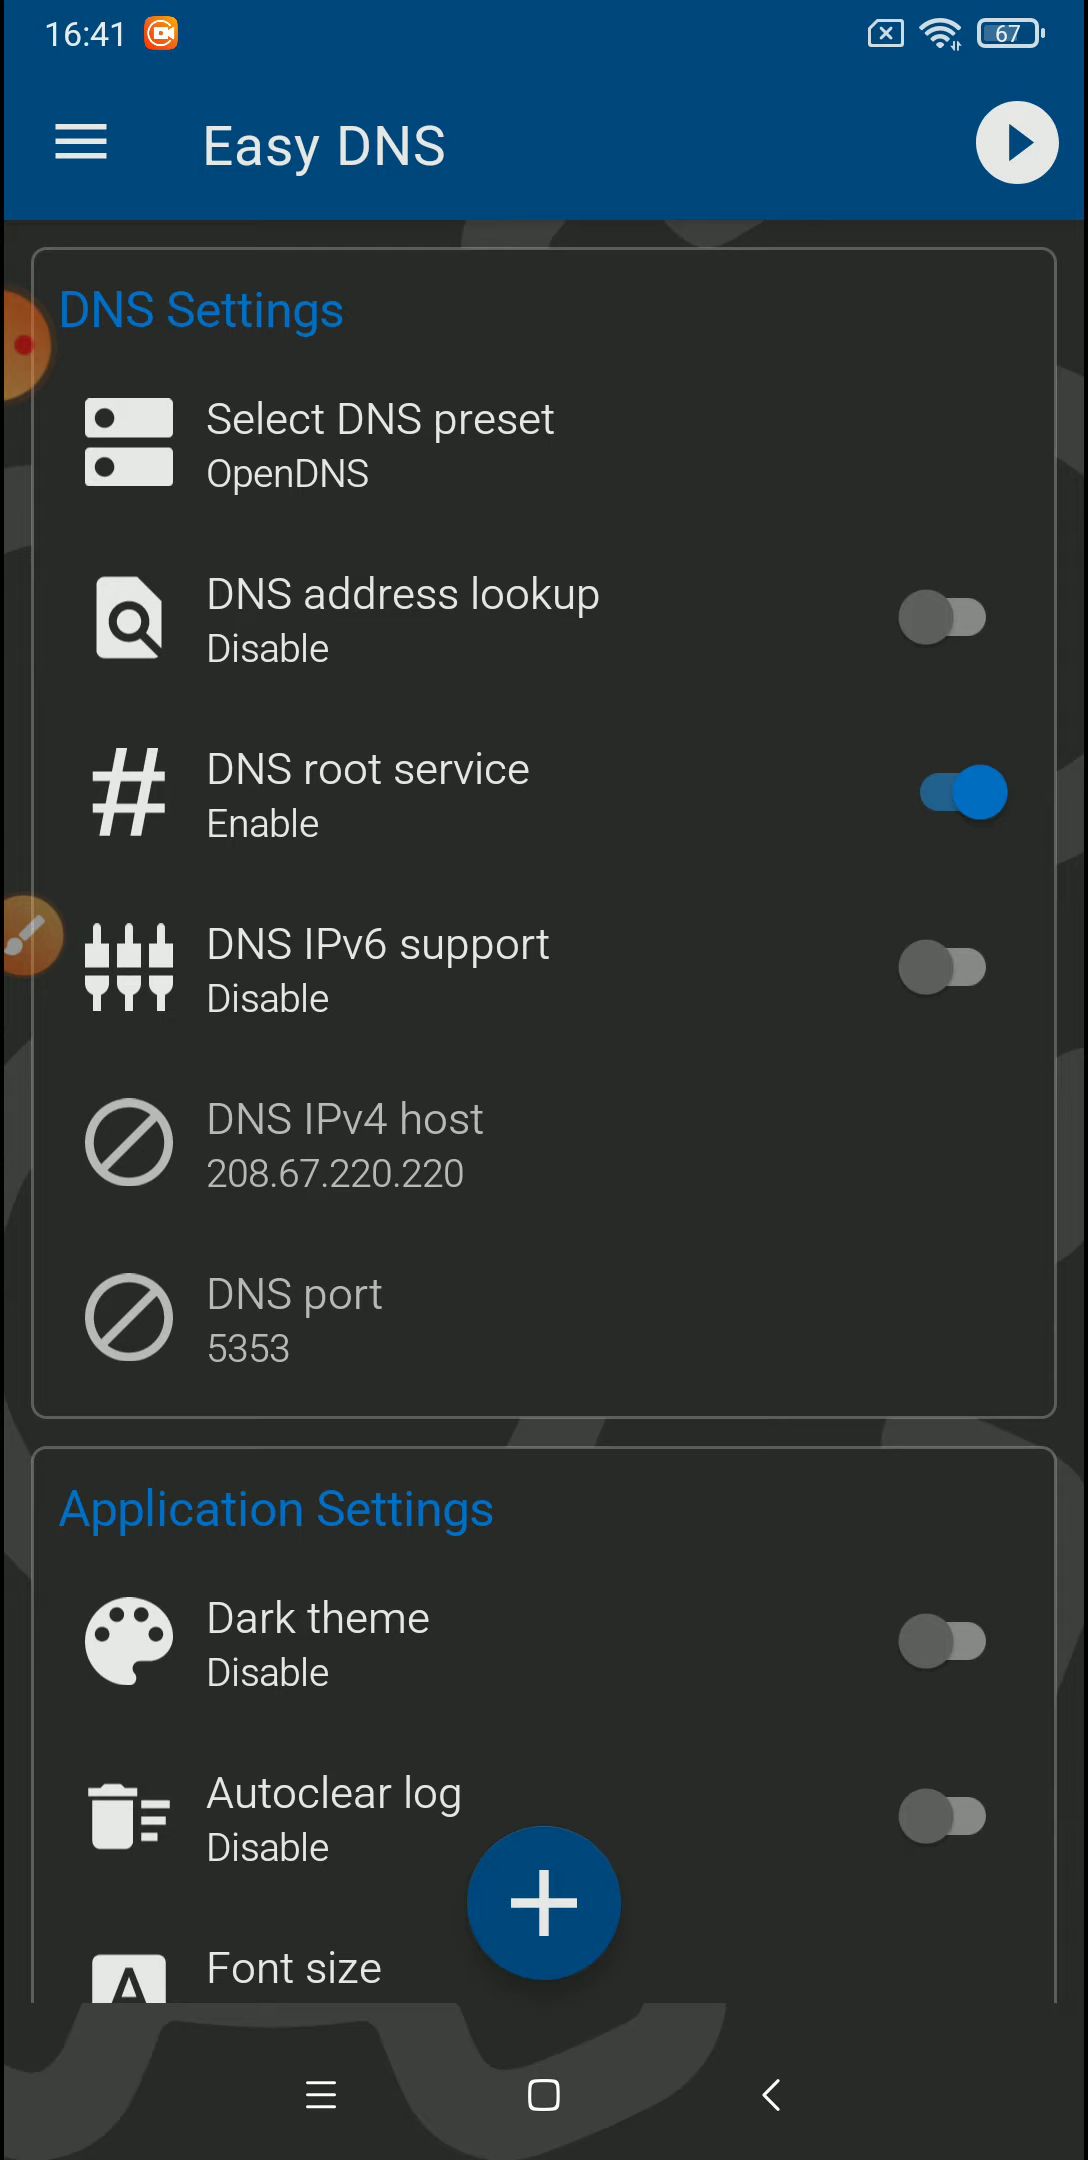 16:41
67
Easy DNS
DNS Settings
Select DNS preset
OpenDNS
DNS address lookup
Disable
DNS root service
Enable
DNS IPv6 support
Disable
DNS IPv4 host
208.67.220.220
DNS port
5353
Application Settings
Dark theme
Disable
Autoclear log
Disable
Font size